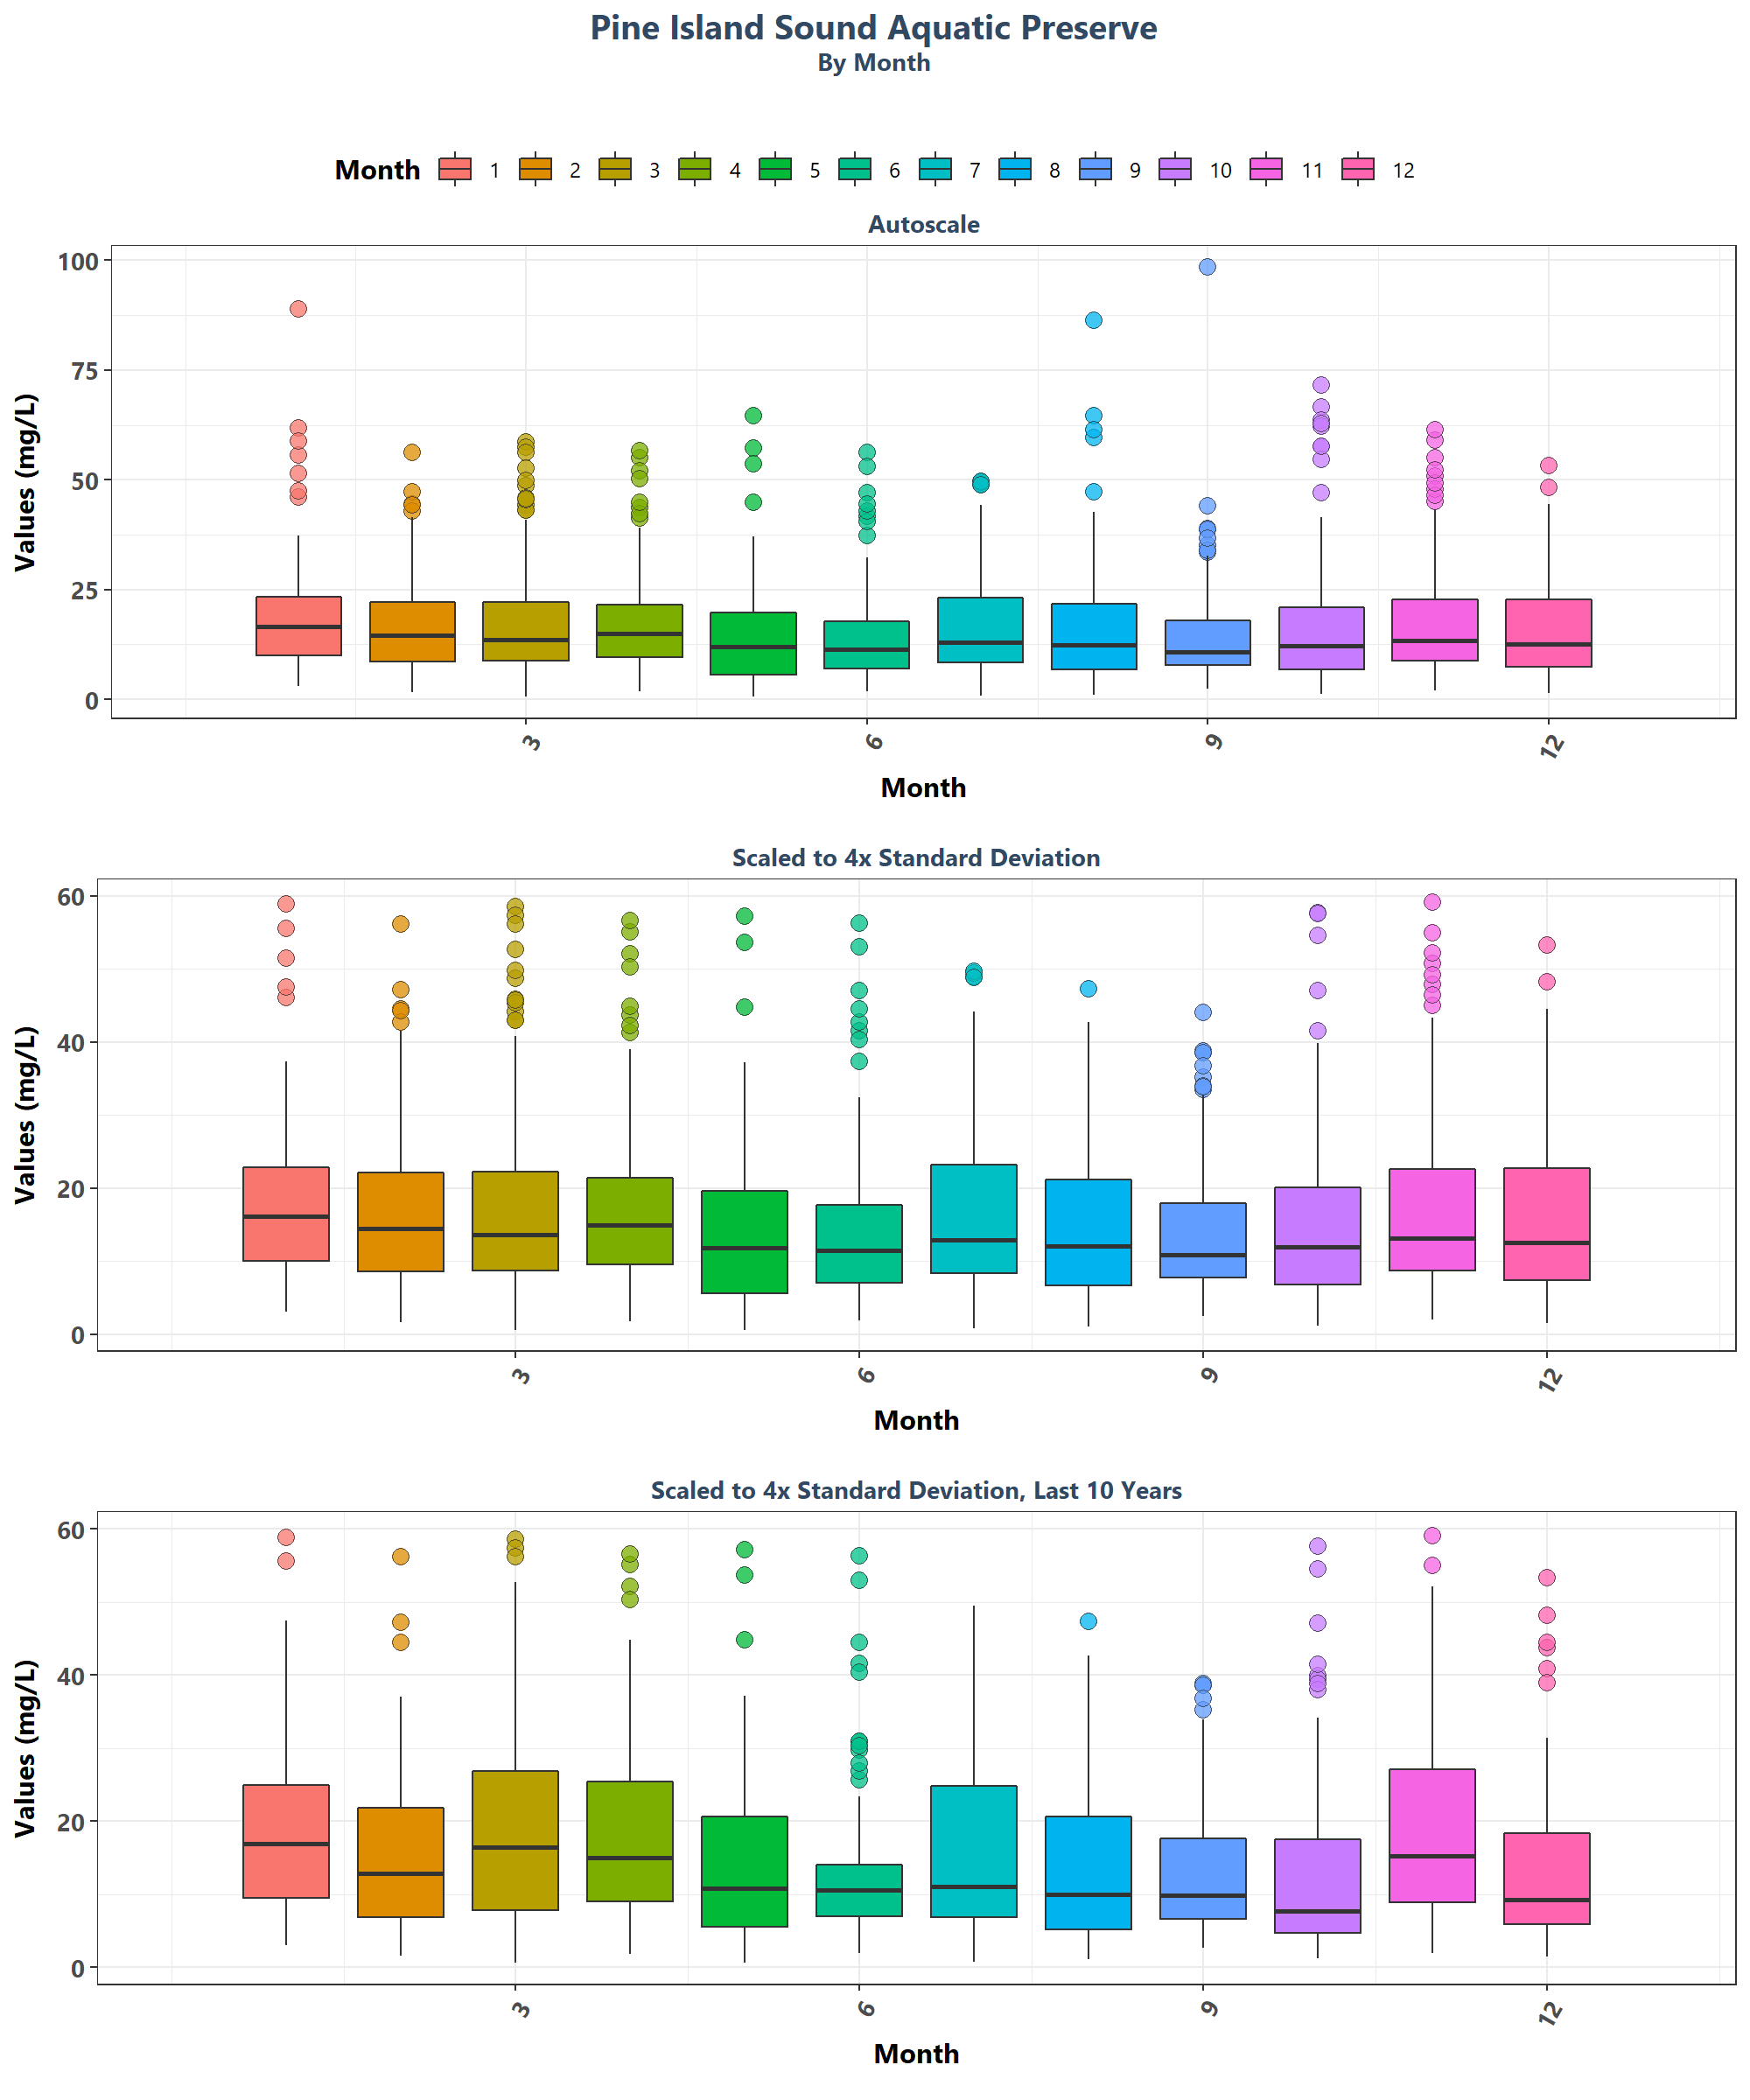 Pine Island Sound Aquatic Preserve
By Month
Month 1 2 3 4 5 6 7 8 9 10 11 12
Autoscale
Values (mg/L)
100
75
50
25
0
3 6 9 12
Month
Scaled to 4x Standard Deviation
Values (mg/L)
60
40
20
0
3 6 9 12
Month
Scaled to 4x Standard Deviation, Last 10 Years
Values (mg/L)
60
40
20
0
3 6 9 12
Month